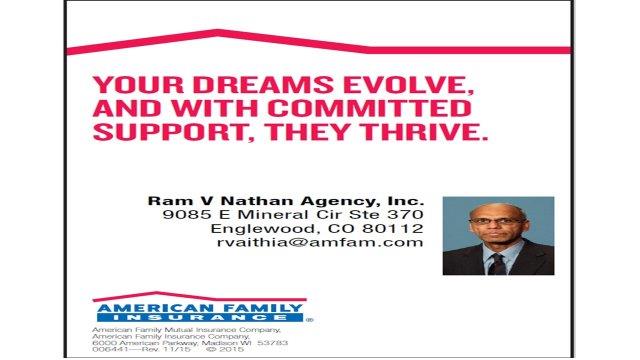 YOUR DREAMS EVOLVE,
AND WITH COMMITTED
SUPPORT, THEY THRIVE.
Ram V Nathan Agency, Inc.
9085 E Mineral Cir Ste 370
Englewood, CO 80112
rvaithia@amfam.com
AMERICAN FAMILY
INSURANCE ®
American Family Mutual Insurance Company,
American Family Insurance Company,
6000 American Parkway, Madison WI 53783
006441—Rev. 11/15 © 2015